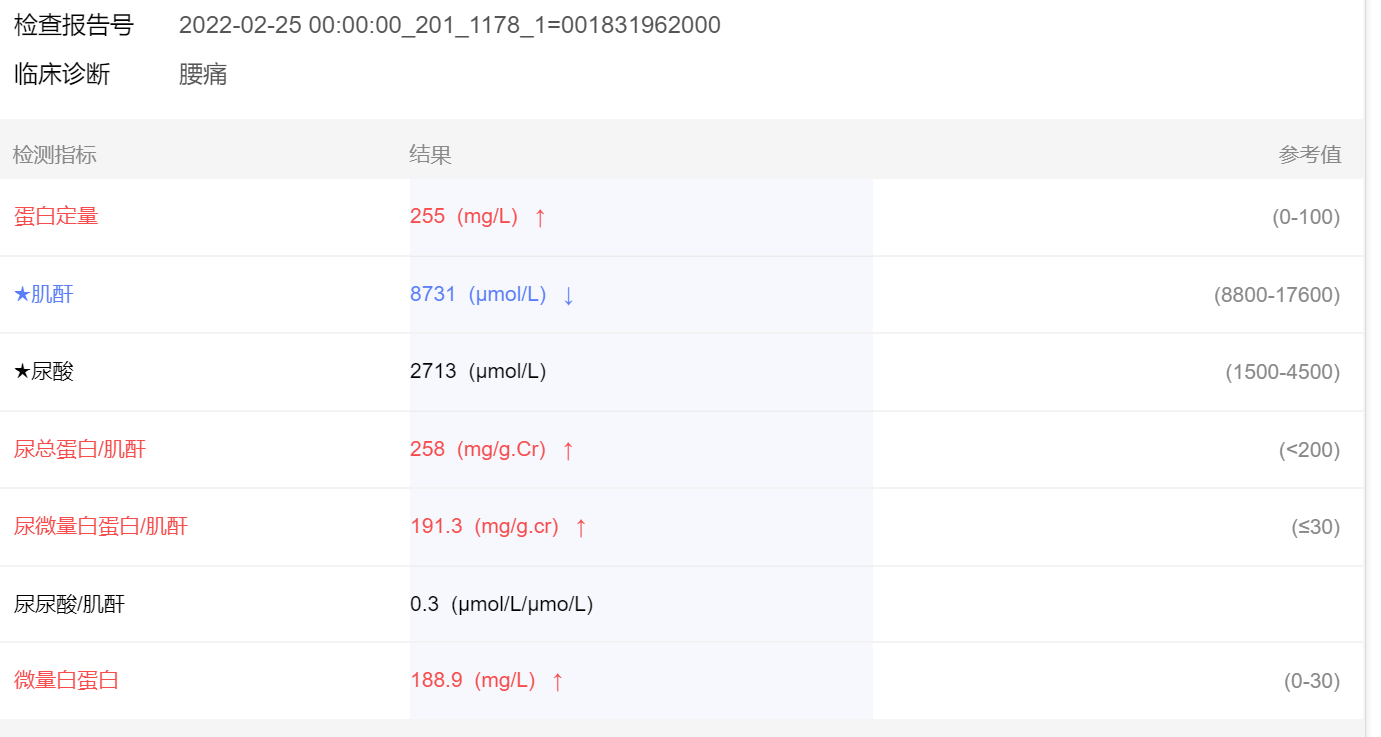 检查报告号 2022-02-25 00:00:00_201_1178_1=001831962000
临床诊断 腰痛
检测指标 结果 参考值
蛋白定量 255 (mg/L) ↑ (0-100)
★肌酐 8731 (μmol/L) ↓ (8800-17600)
★尿酸 2713 (μmol/L) (1500-4500)
尿总蛋白/肌酐 258 (mg/g.Cr) ↑ (<200)
尿微量白蛋白/肌酐 191.3 (mg/g.cr) ↑ (≤30)
尿尿酸/肌酐 0.3 (μmol/L/μmo/L)
微量白蛋白 188.9 (mg/L) ↑ (0-30)